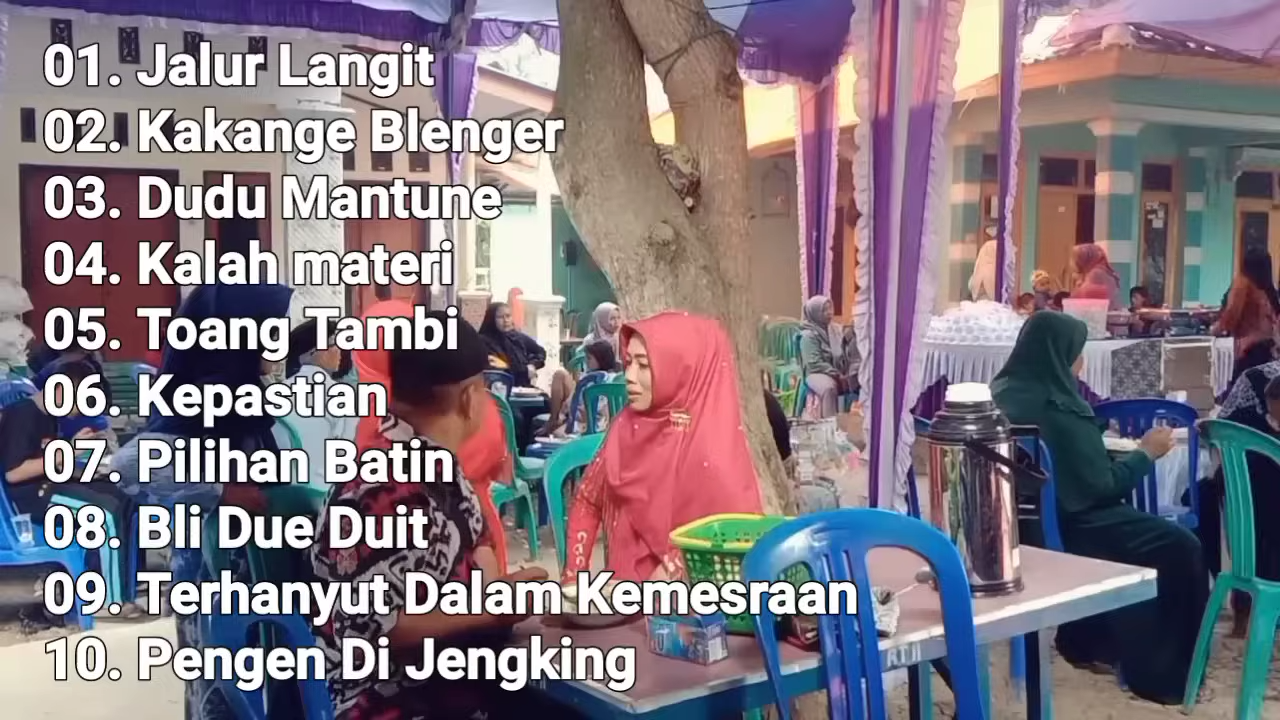 01. Jalur Langit
02. Kakange Blenger
03. Dudu Mantune
04. Kalah materi
05. Toang Tambi
06. Kepastian
07. Pilihan Batin
08. Bli Due Duit
09. Terhanyut Dalam Kemesraan
10. Pengen Di Jengking